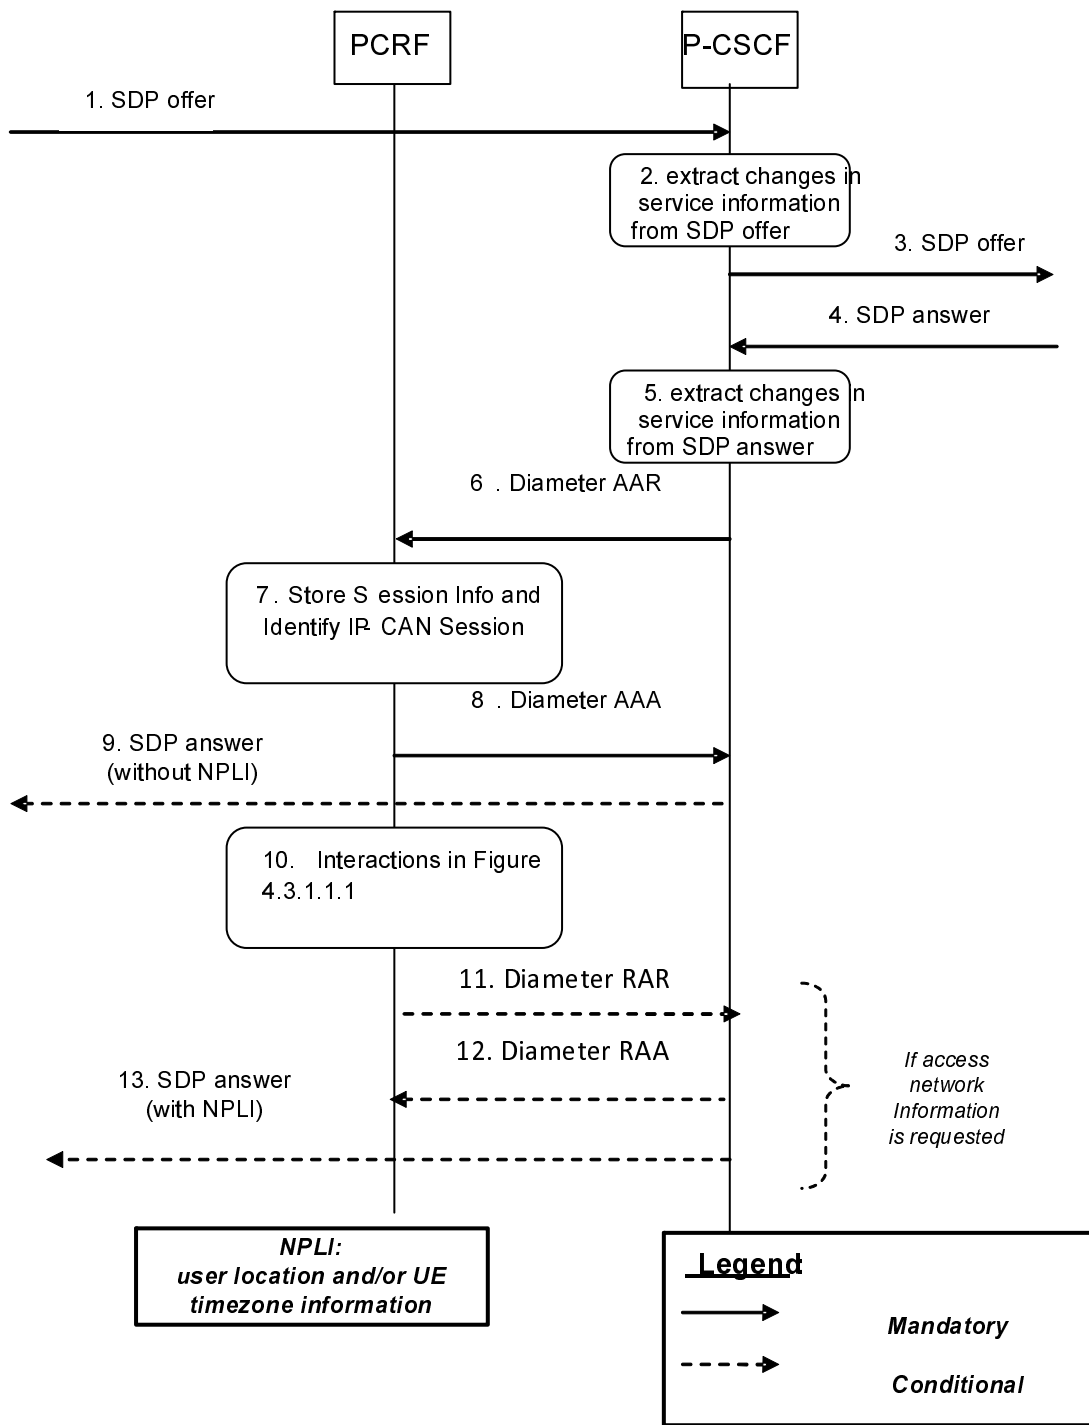 PCRF
P-CSCF
1. SDP offer
2. extract changes in
service information
from SDP offer
3. SDP offer
4. SDP answer
5. extract changes in
service information
from SDP answer
6 . Diameter AAR
7 . Store S ession Info and
Identify IP- CAN Session
8 . Diameter AAA
9. SDP answer
(without NPLI)
10. Interactions in Figure
4.3.1.1.1
11. Diameter RAR
12. Diameter RAA
13. SDP answer
(with NPLI)
If access
network
Information
is requested
NPLI:
user location and/or UE
timezone information
Legend
Mandatory
Conditional